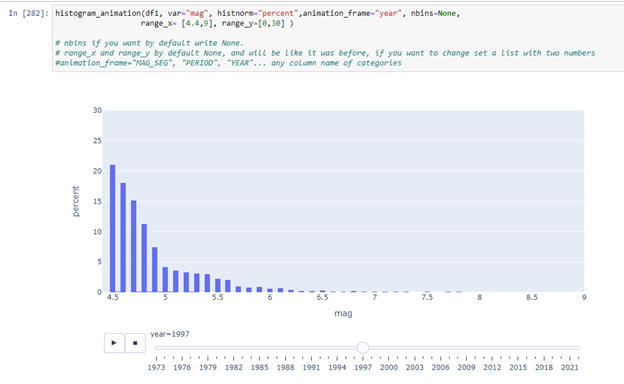 In [282]: histogram_animation(df1, var="mag", histnorm="percent",animation_frame="year", nbins=None,
range_x= [4.4,9], range_y=[0,30] )
# nbins if you want by default write None.
# range_x and range_y by default None, and will be like it was before, if you want to change set a list with two numbers
#animation_frame="MAG_SEG", "PERIOD", "YEAR"... any column name of categories
30
25
20
15
10
5
0
percent
4.5 5 5.5 6 6.5 7 7.5 8 8.5 9
mag
year=1997
1973 1976 1979 1982 1985 1988 1991 1994 1997 2000 2003 2006 2009 2012 2015 2018 2021